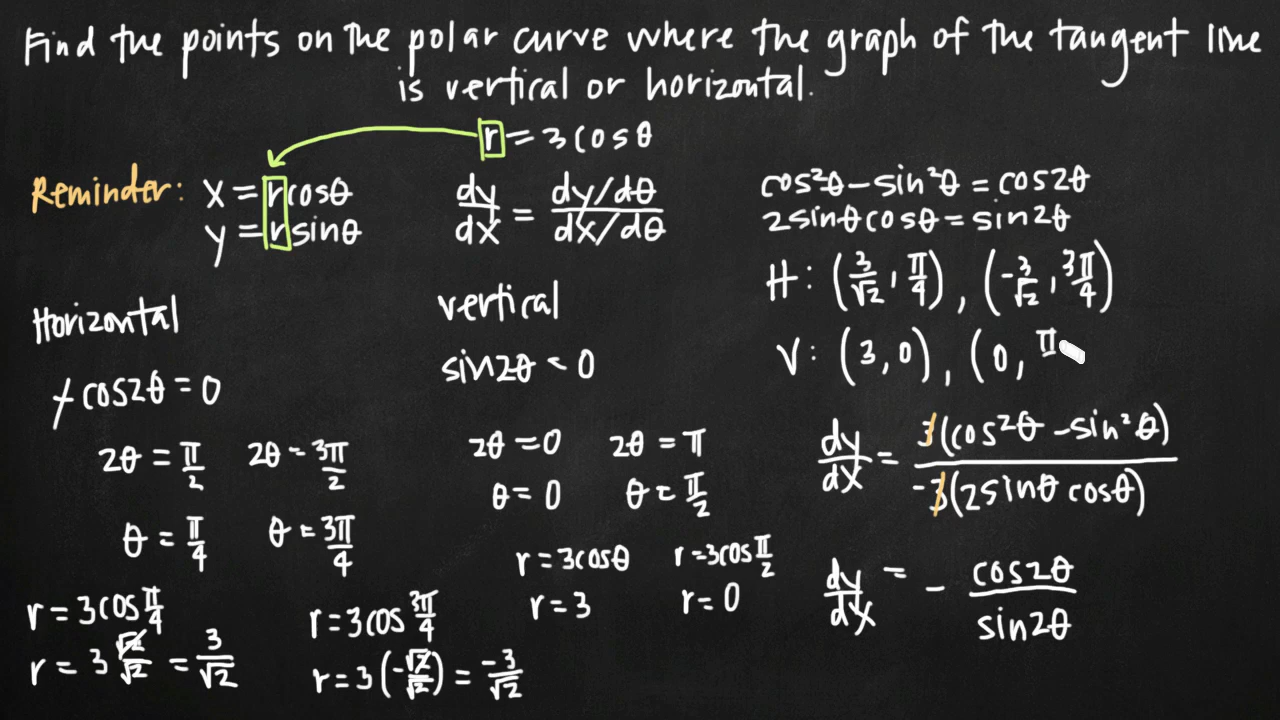 Find the points on the polar curve where the graph of the tangent line
is vertical or horizontal.
r = 3cosθ
Reminder: x = rcosθ
y = rsinθ
dy/dx = (dy/dθ)/(dx/dθ)
cos²θ - sin²θ = cos2θ
2sinθcosθ = sin2θ
H: (3/√2, π/4), (-3/√2, 3π/4)
V: (3, 0), (0, π
dy/dx = 3(cos²θ - sin²θ)/-3(2sinθcosθ)
dy/dx = - cos2θ/sin2θ
Horizontal
cos2θ = 0
2θ = π/2 2θ = 3π/2
θ = π/4 θ = 3π/4
r = 3cos π/4 r = 3cos 3π/4
r = 3 √2/√2√2 = 3/√2 r = 3(-√2/√2√2) = -3/√2
vertical
sin2θ = 0
2θ = 0 2θ = π
θ = 0 θ = π/2
r = 3cosθ r = 3cos π/2
r = 3 r = 0